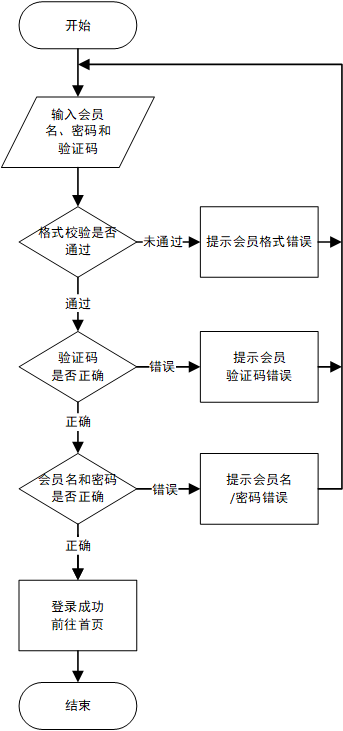 开始
输入会员
名、密码和
验证码
格式校验是否
通过
未通过
提示会员格式错误
通过
验证码
是否正确
错误
提示会员
验证码错误
正确
会员名和密码
是否正确
错误
提示会员名
/密码错误
正确
登录成功
前往首页
结束